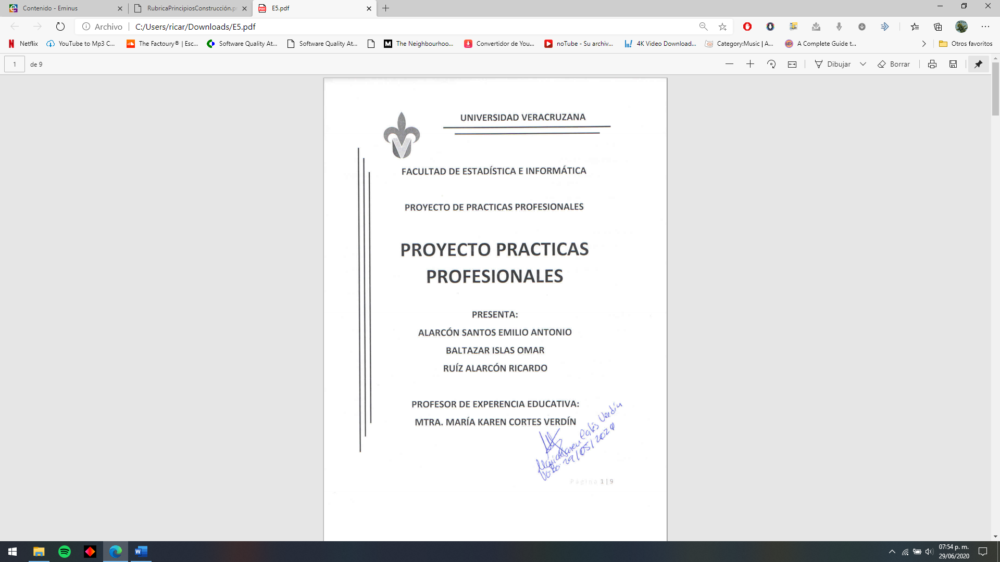 Contenido - Eminus
RubricaPrincipiosConstrucción.p
E5.pdf
Archivo
C:/Users/ricar/Downloads/E5.pdf
Netflix
YouTube to Mp3 C...
The Factoury® | Esc...
Software Quality At...
Software Quality At...
The Neighbourhoo...
Convertidor de You...
noTube - Su archiv...
4K Video Download...
Category:Music | A...
A Complete Guide t...
Otros favoritos
1 de 9
Dibujar
Borrar
UNIVERSIDAD VERACRUZANA
FACULTAD DE ESTADÍSTICA E INFORMÁTICA
PROYECTO DE PRACTICAS PROFESIONALES
PROYECTO PRACTICAS
PROFESIONALES
PRESENTA:
ALARCÓN SANTOS EMILIO ANTONIO
BALTAZAR ISLAS OMAR
RUÍZ ALARCÓN RICARDO
PROFESOR DE EXPERENCIA EDUCATIVA:
MTRA. MARÍA KAREN CORTES VERDÍN
María Karen Cortés Verdín
Vo.Bo. 29/05/2020
Página 1 | 9
07:54 p. m.
29/06/2020